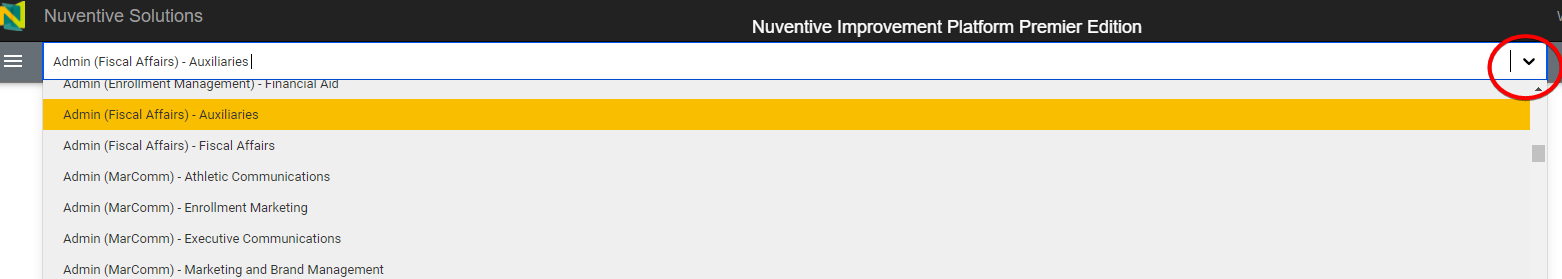 Nuventive Solutions
Nuventive Improvement Platform Premier Edition
Admin (Fiscal Affairs) - Auxiliaries
Admin (Enrollment Management) - Financial Aid
Admin (Fiscal Affairs) - Auxiliaries
Admin (Fiscal Affairs) - Fiscal Affairs
Admin (MarComm) - Athletic Communications
Admin (MarComm) - Enrollment Marketing
Admin (MarComm) - Executive Communications
Admin (MarComm) - Marketing and Brand Management